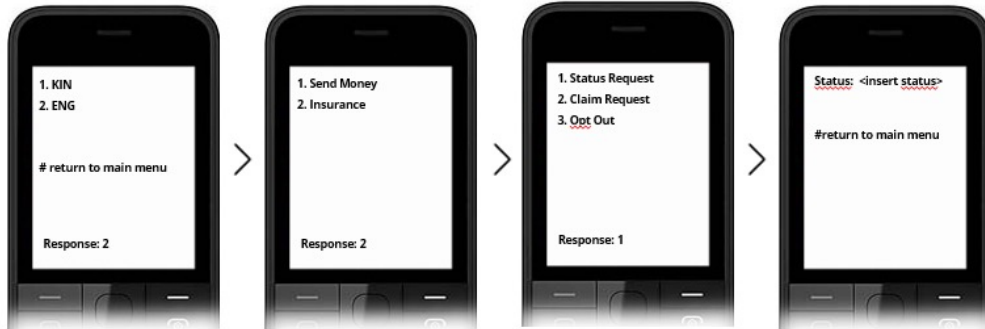 1. KIN
2. ENG
# return to main menu
Response: 2
1. Send Money
2. Insurance
Response: 2
1. Status Request
2. Claim Request
3. Opt Out
Response: 1
Status: <insert status>
#return to main menu